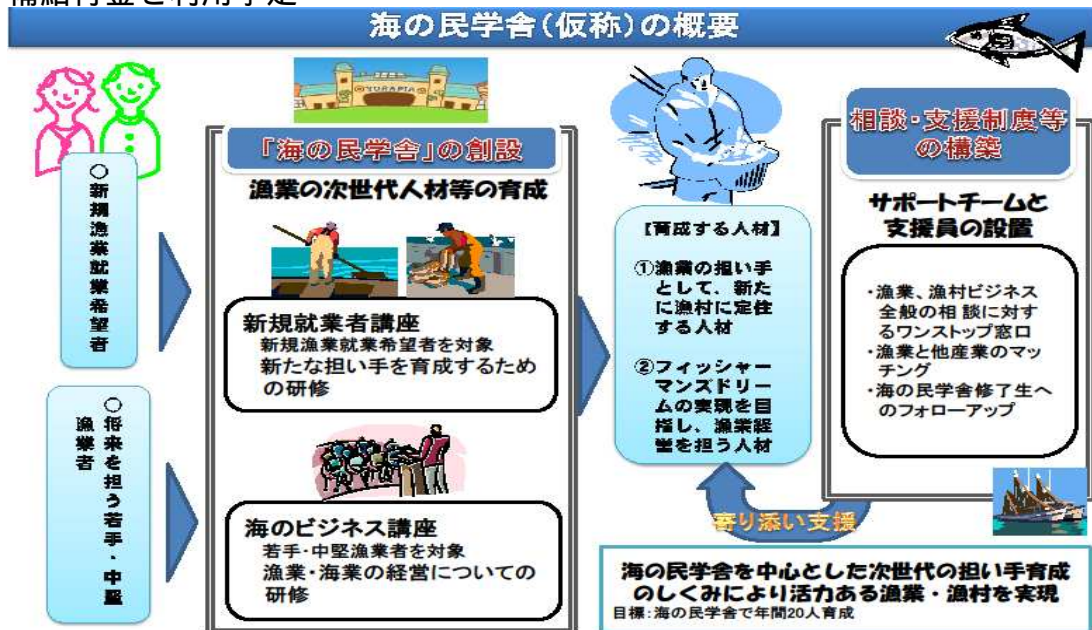 補給付金を利用予定
海の民学舎(仮称)の概要
○新規漁業就業希望者
○将来を担う若手・中堅
漁業者
「海の民学舎」の創設
漁業の次世代人材等の育成
新規就業者講座
新規漁業就業希望者を対象
新たな担い手を育成するため
の研修
海のビジネス講座
若手・中堅漁業者を対象
漁業・海業の経営についての
研修
【育成する人材】
①漁業の担い手
として、新た
に漁村に定住
する人材
②フィッシャー
マンズドリー
ムの実現を目
指し、漁業経
営を担う人材
相談・支援制度等
の構築
サポートチームと
支援員の設置
・漁業、漁村ビジネス
全般の相談に対す
るワンストップ窓口
・漁業と他産業のマッ
チング
・海の民学舎修了生へ
のフォローアップ
寄り添い支援
海の民学舎を中心とした次世代の担い手育成
のしくみにより活力ある漁業・漁村を実現
目標:海の民学舎で年間20人育成